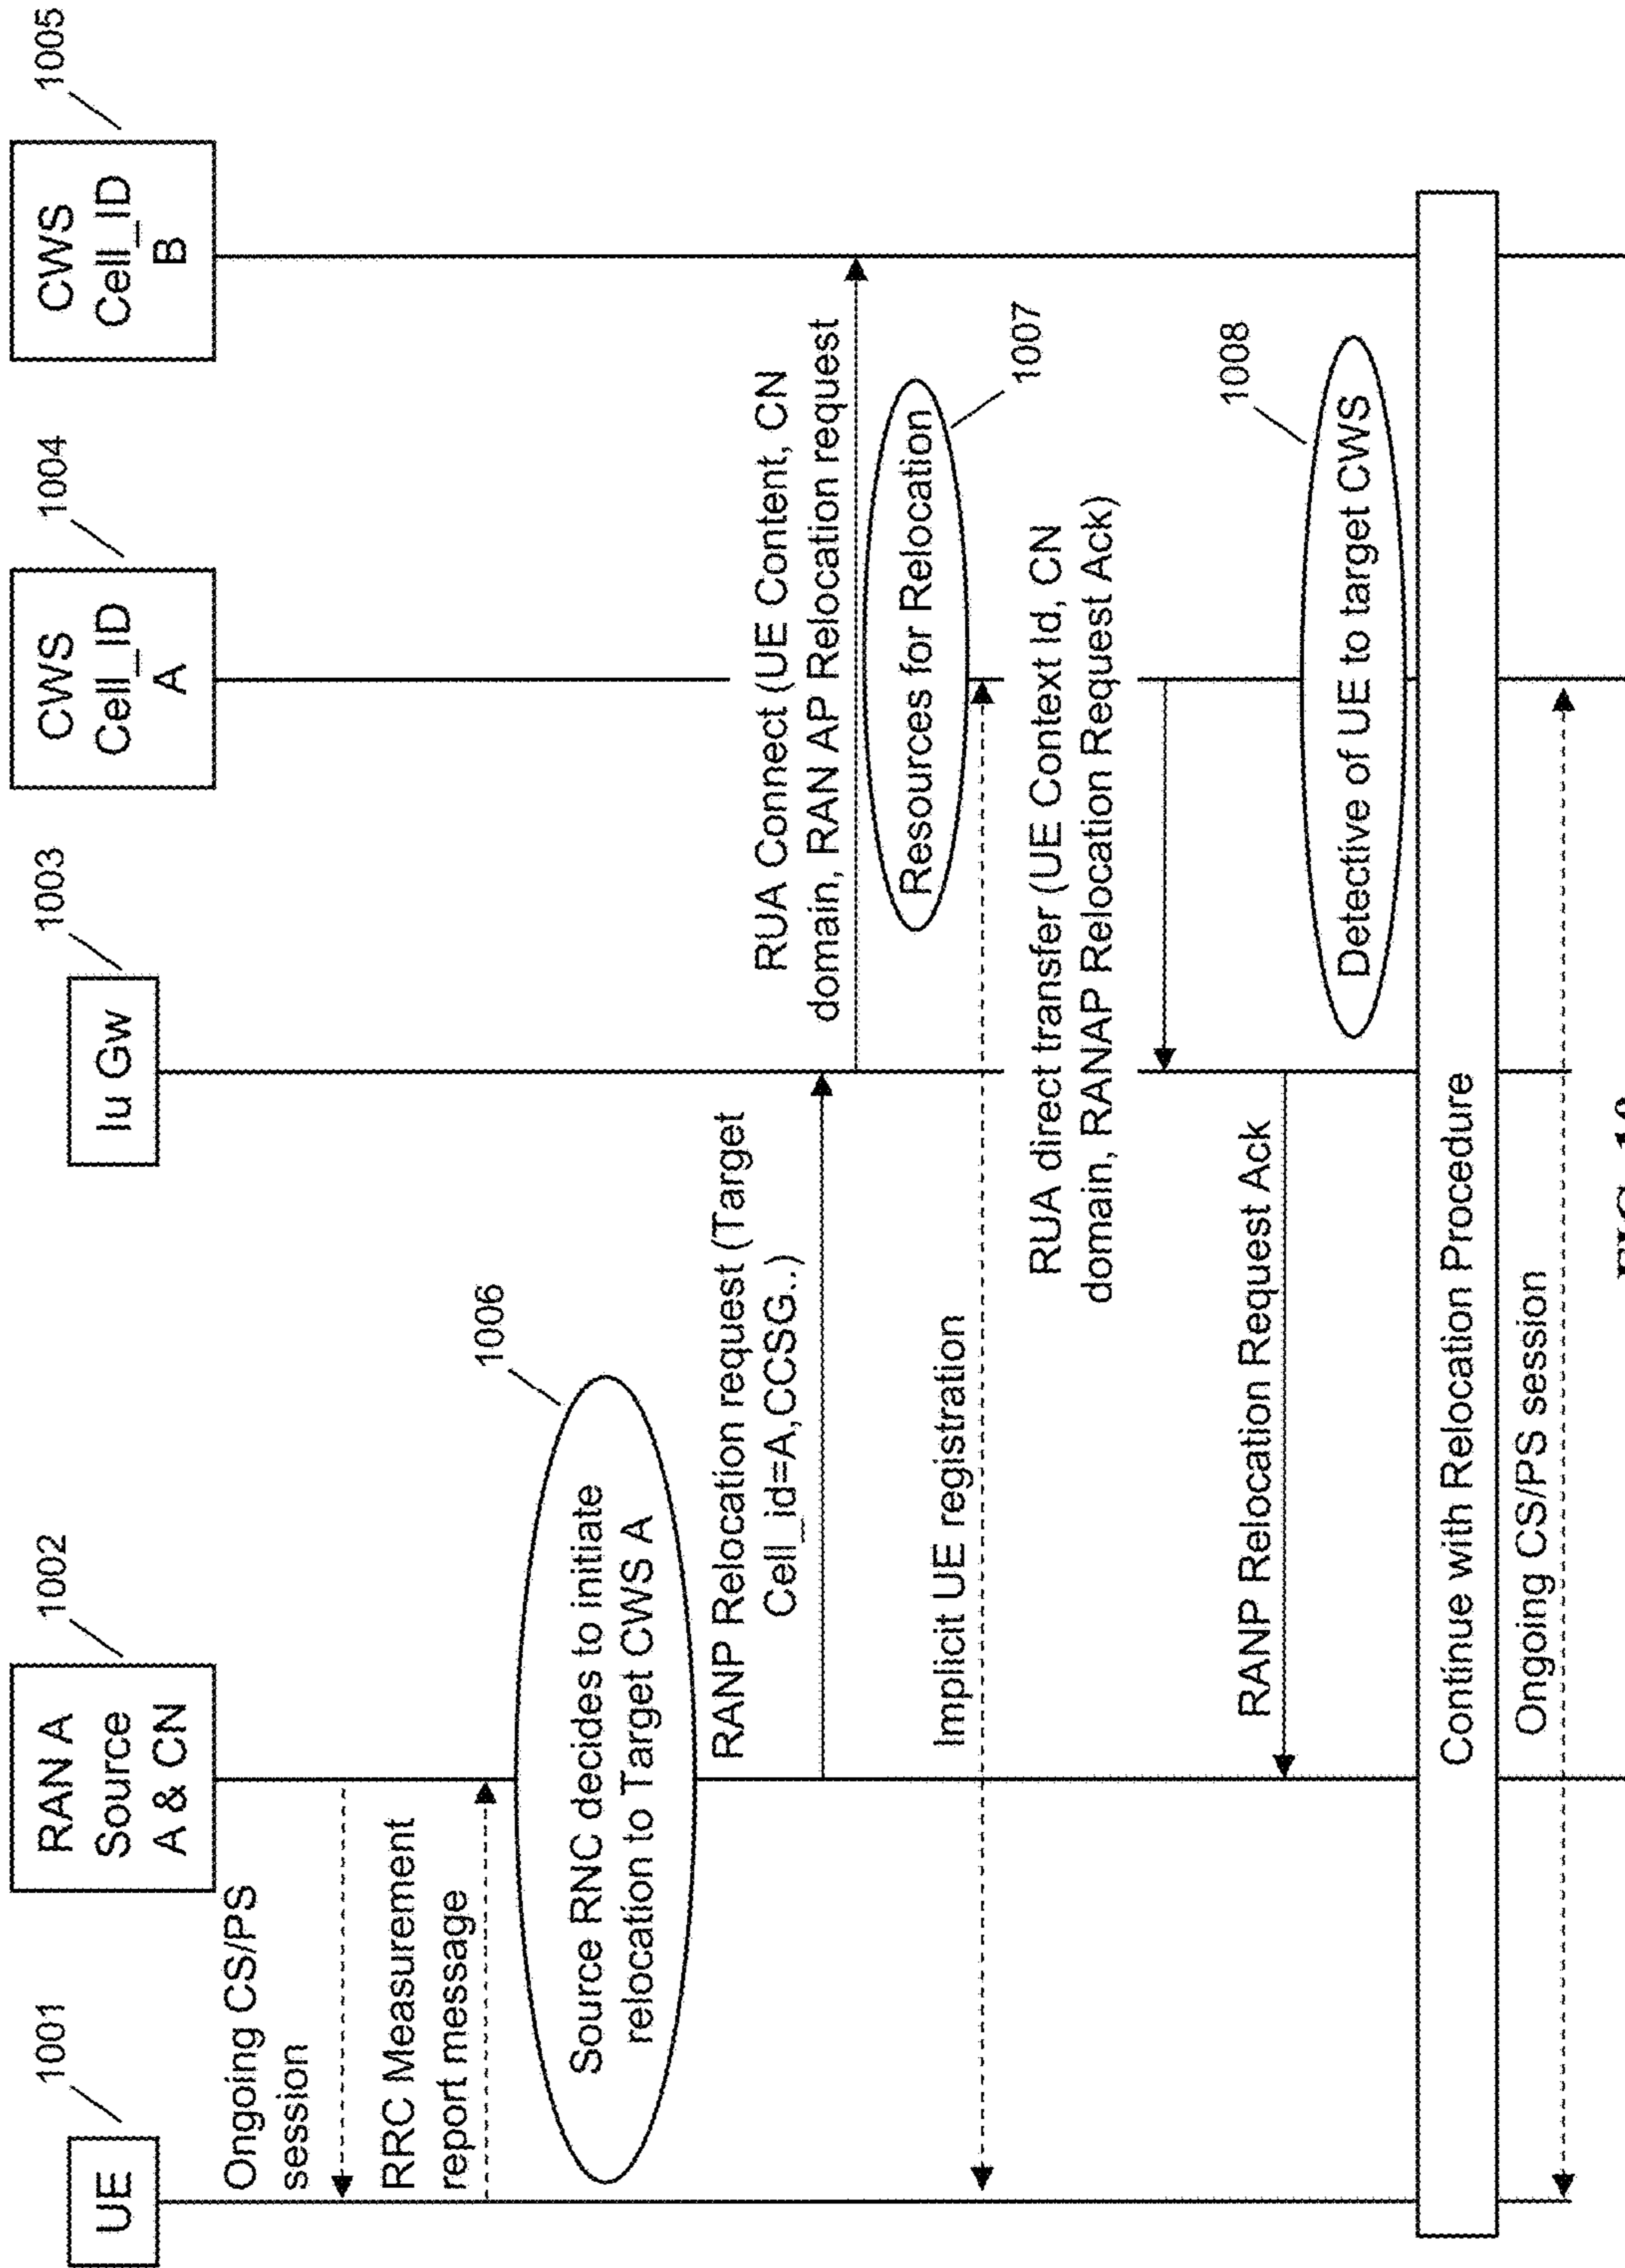 1001
1002
1003
1004
1005
UE
RAN A
Source
A & CN
Iu Gw
CWS
Cell_ID
A
CWS
Cell_ID
B
Ongoing CS/PS
session
RRC Measurement
report message
1006
Source RNC decides to initiate
relocation to Target CWS A
RANP Relocation request (Target
Cell_id=A,CCSG..)
RUA Connect (UE Content, CN
domain, RAN AP Relocation request
1007
Resources for Relocation
Implicit UE registration
RUA direct transfer (UE Context Id, CN
domain, RANAP Relocation Request Ack)
RANP Relocation Request Ack
1008
Detective of UE to target CWS
Continue with Relocation Procedure
Ongoing CS/PS session